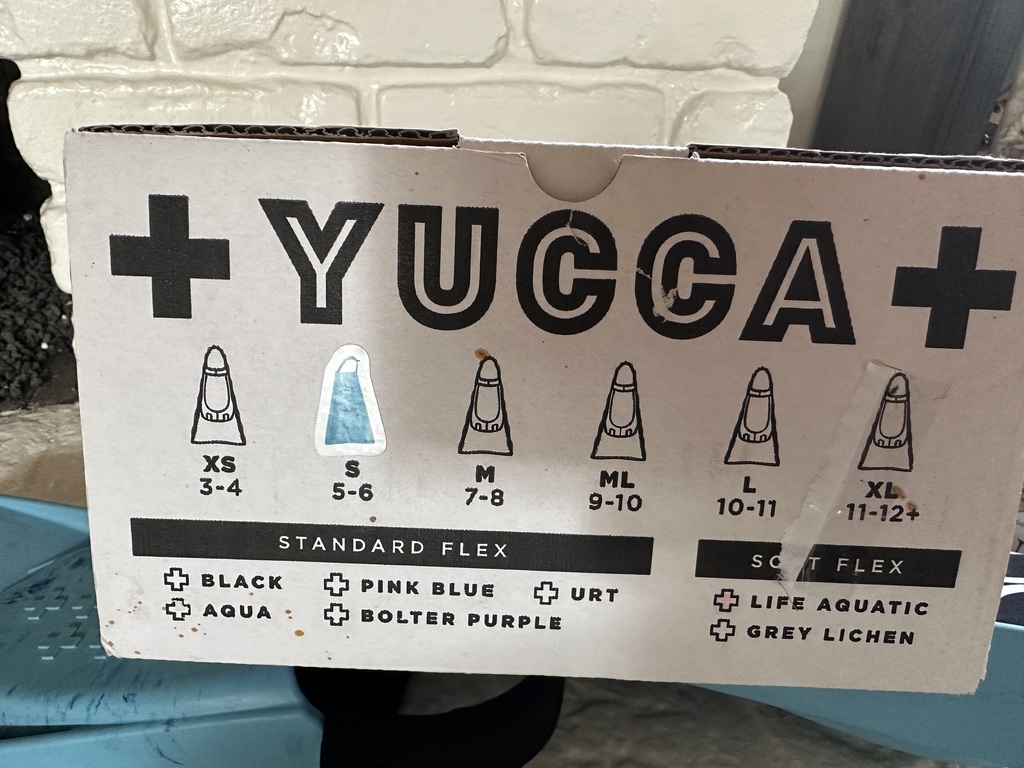 YUCCA
XS S M ML L XL
3-4 5-6 7-8 9-10 10-11 11-12+
STANDARD FLEX
BLACK PINK BLUE URT
AQUA BOLTER PURPLE
SOFT FLEX
LIFE AQUATIC
GREY LICHEN